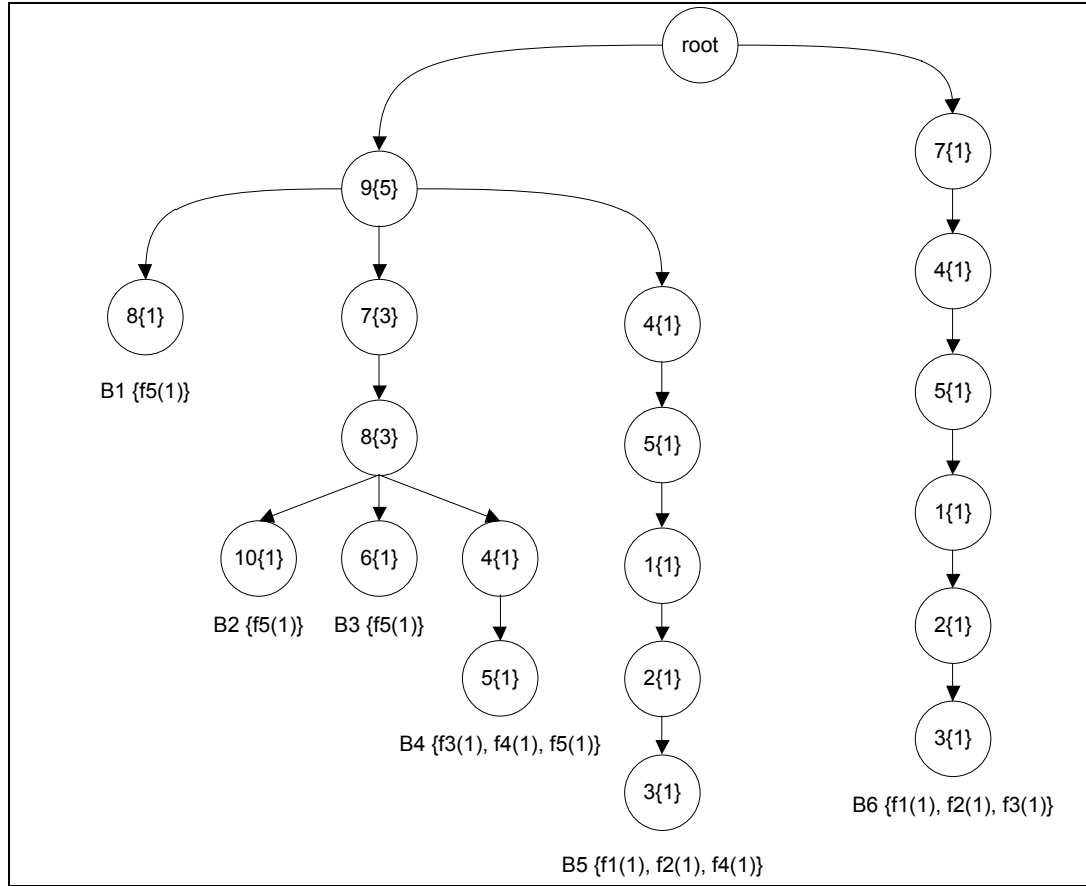 root
7{1}
9{5}
4{1}
8{1}
7{3}
4{1}
B1 {f5(1)}
5{1}
8{3}
5{1}
1{1}
10{1}
6{1}
4{1}
1{1}
B2 {f5(1)}
B3 {f5(1)}
2{1}
5{1}
2{1}
3{1}
B4 {f3(1), f4(1), f5(1)}
3{1}
B6 {f1(1), f2(1), f3(1)}
B5 {f1(1), f2(1), f4(1)}